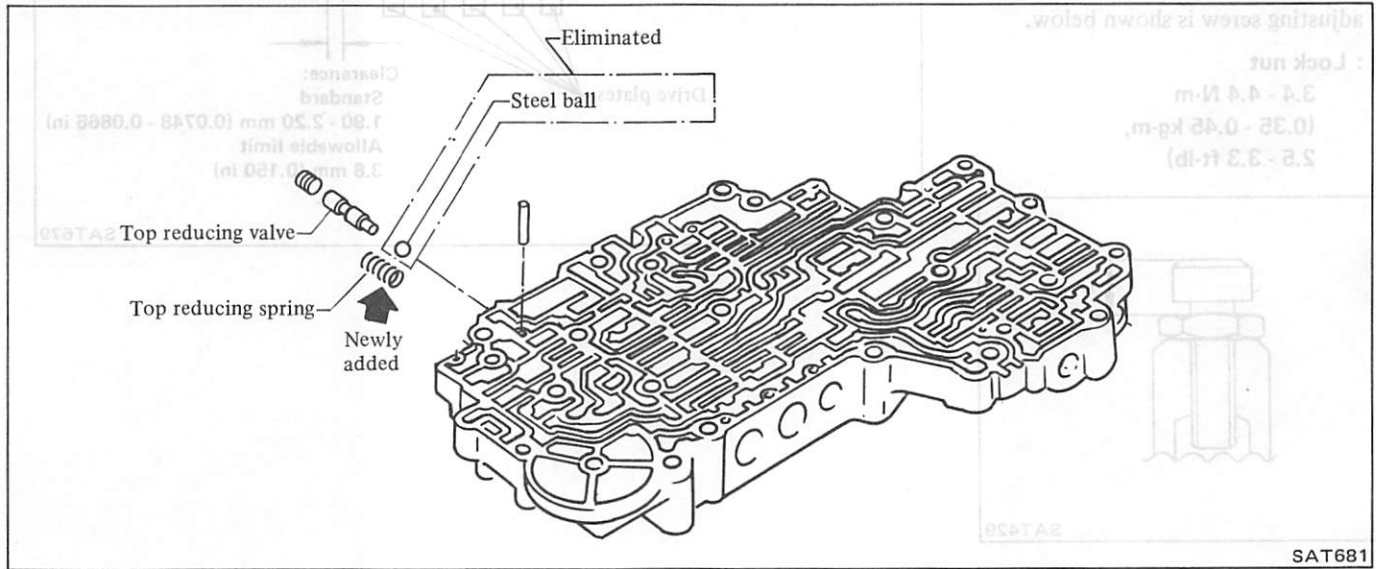 adjusting screw is shown below.
: Lock nut
3.4 - 4.4 N·m
(0.35 - 0.45 kg-m,
2.5 - 3.3 ft-lb)
Clearance:
Standard
1.90 - 2.20 mm (0.0748 - 0.0866 in)
Allowable limit
3.8 mm (0.150 in)
Drive plates
SAT679
Eliminated
Steel ball
Top reducing valve
Top reducing spring
Newly
added
SAT429
SAT681